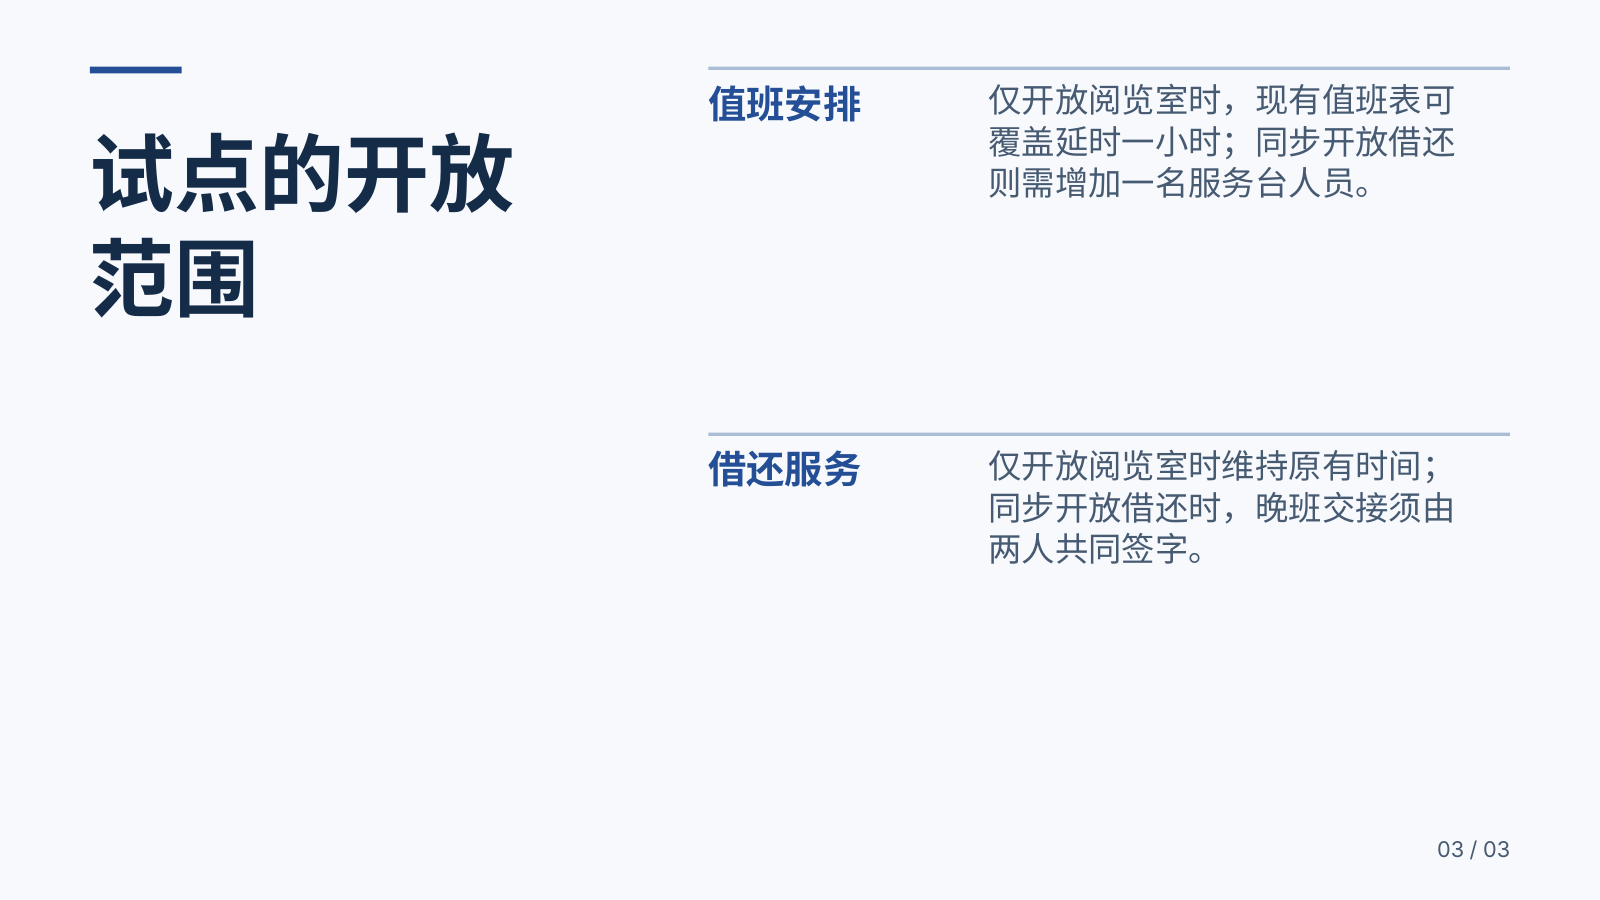 试点的开放
范围
值班安排
仅开放阅览室时，现有值班表可
覆盖延时一小时；同步开放借还
则需增加一名服务台人员。
借还服务
仅开放阅览室时维持原有时间；
同步开放借还时，晚班交接须由
两人共同签字。
03 / 03